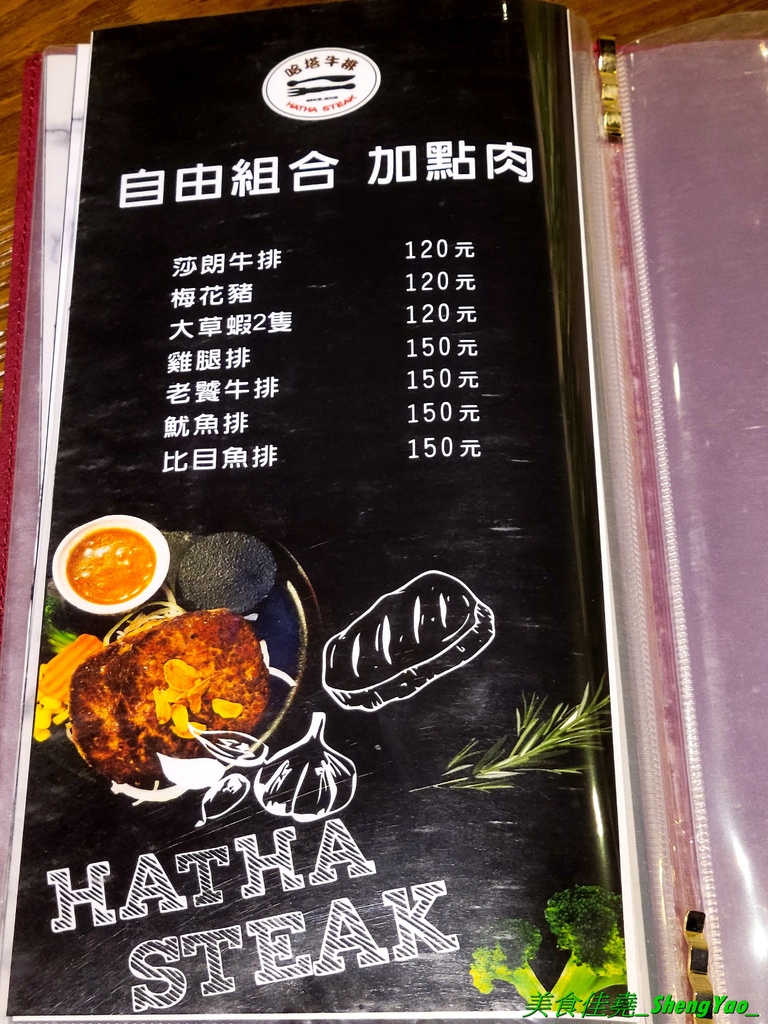 哈塔牛排
HATHA STEAK
自由組合 加點肉
莎朗牛排 120元
梅花豬 120元
大草蝦2隻 120元
雞腿排 150元
老饕牛排 150元
魷魚排 150元
比目魚排 150元
HATHA
STEAK
美食佳堯_ShengYao_